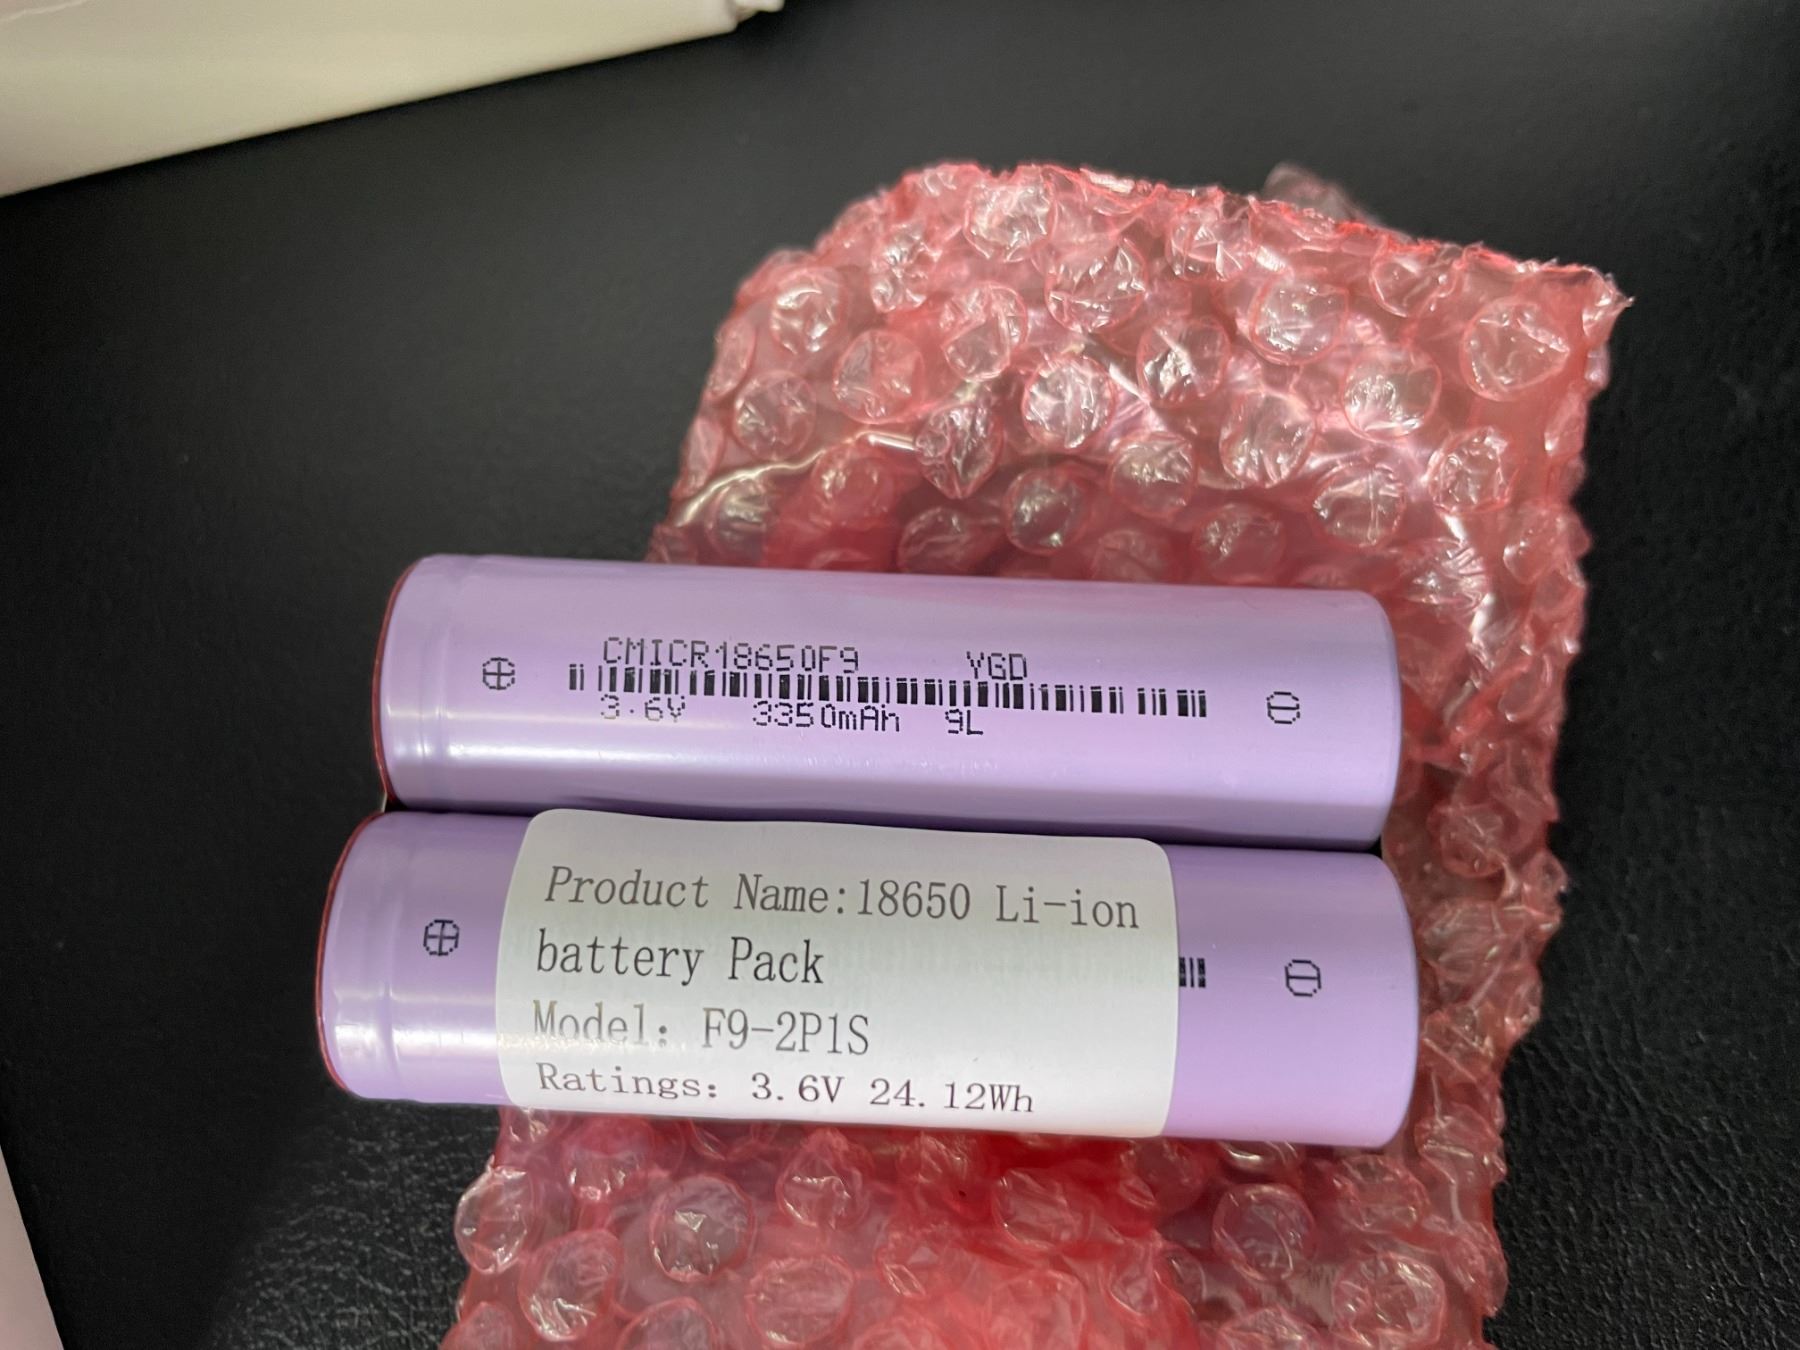 CMICR18650F9 YGD
3.6V 3350mAh 9L
Product Name:18650 Li-ion
battery Pack
Model: F9-2P1S
Ratings: 3.6V 24.12Wh